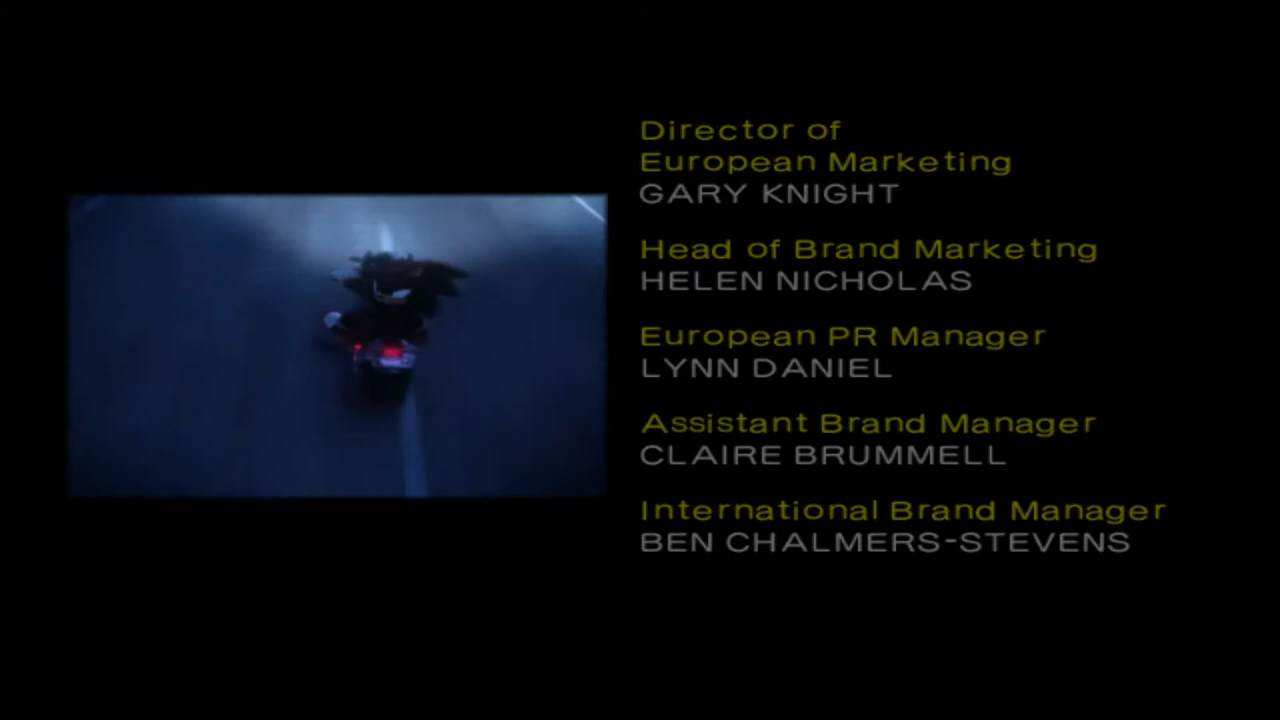 Director of
European Marketing
GARY KNIGHT
Head of Brand Marketing
HELEN NICHOLAS
European PR Manager
LYNN DANIEL
Assistant Brand Manager
CLAIRE BRUMMELL
International Brand Manager
BEN CHALMERS-STEVENS